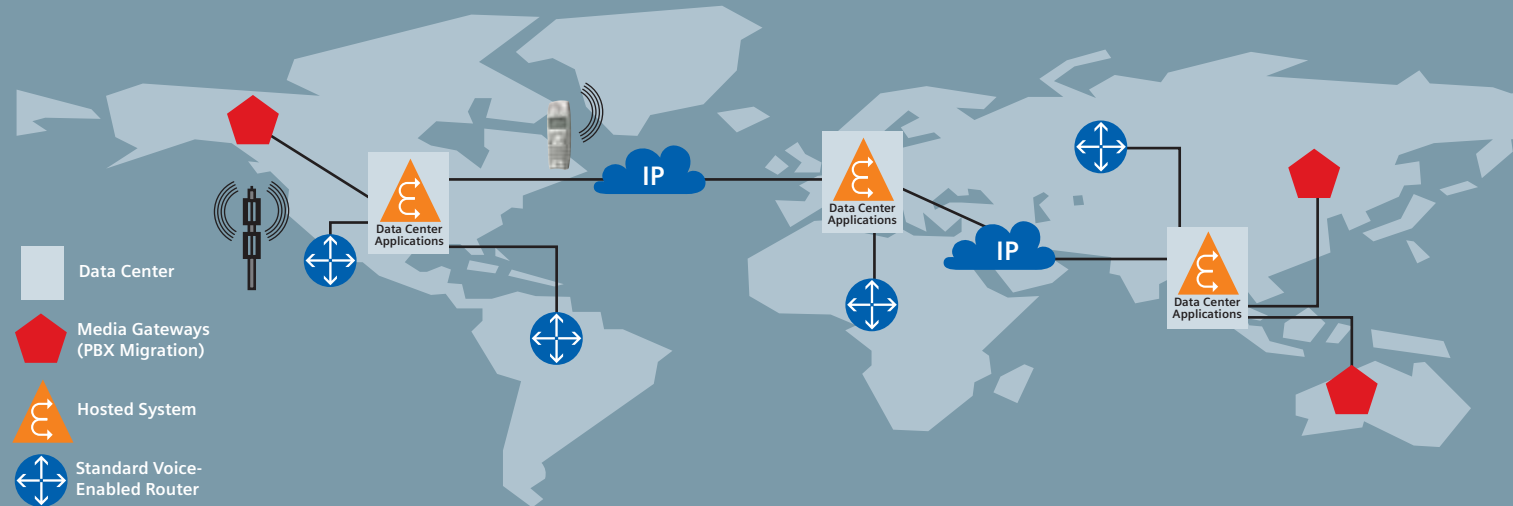 IP
Data Center
Applications
Data Center
Applications
IP
Data Center
Applications
Data Center
Media Gateways
(PBX Migration)
Hosted System
Standard Voice-
Enabled Router